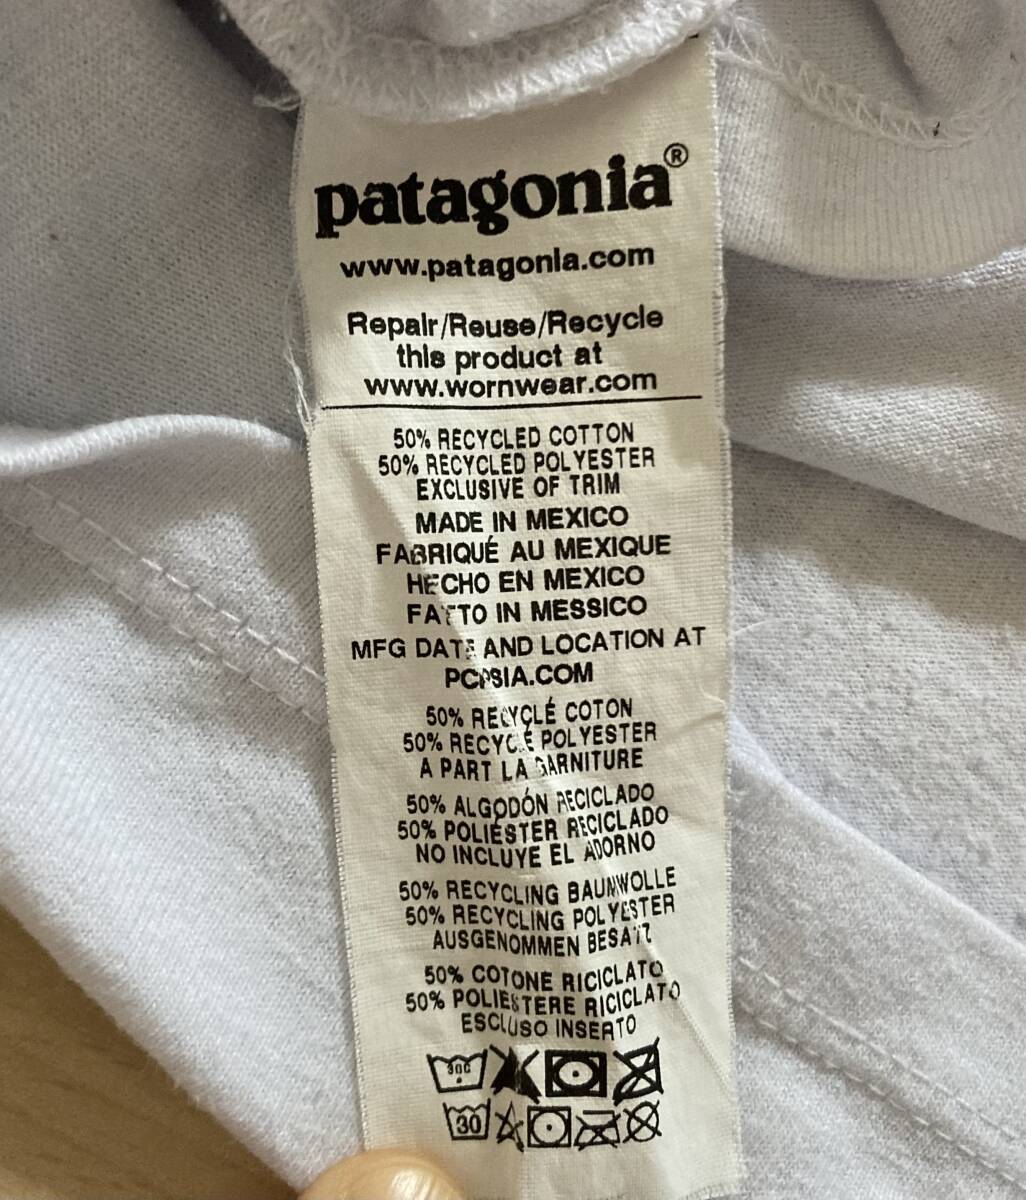 patagonia®
www.patagonia.com
Repair/Reuse/Recycle
this product at
www.wornwear.com
50% RECYCLED COTTON
50% RECYCLED POLYESTER
EXCLUSIVE OF TRIM
MADE IN MEXICO
FABRIQUÉ AU MEXIQUE
HECHO EN MEXICO
FATTO IN MESSICO
MFG DATE AND LOCATION AT
PCPSIA.COM
50% RECYCLÉ COTON
50% RECYCLÉ POLYESTER
A PART LA GARNITURE
50% ALGODÓN RECICLADO
50% POLIÉSTER RECICLADO
NO INCLUYE EL ADORNO
50% RECYCLING BAUMWOLLE
50% RECYCLING POLYESTER
AUSGENOMMEN BESATZ
50% COTONE RICICLATO
50% POLIESTERE RICICLATO
ESCLUSO INSERTO
30C
30